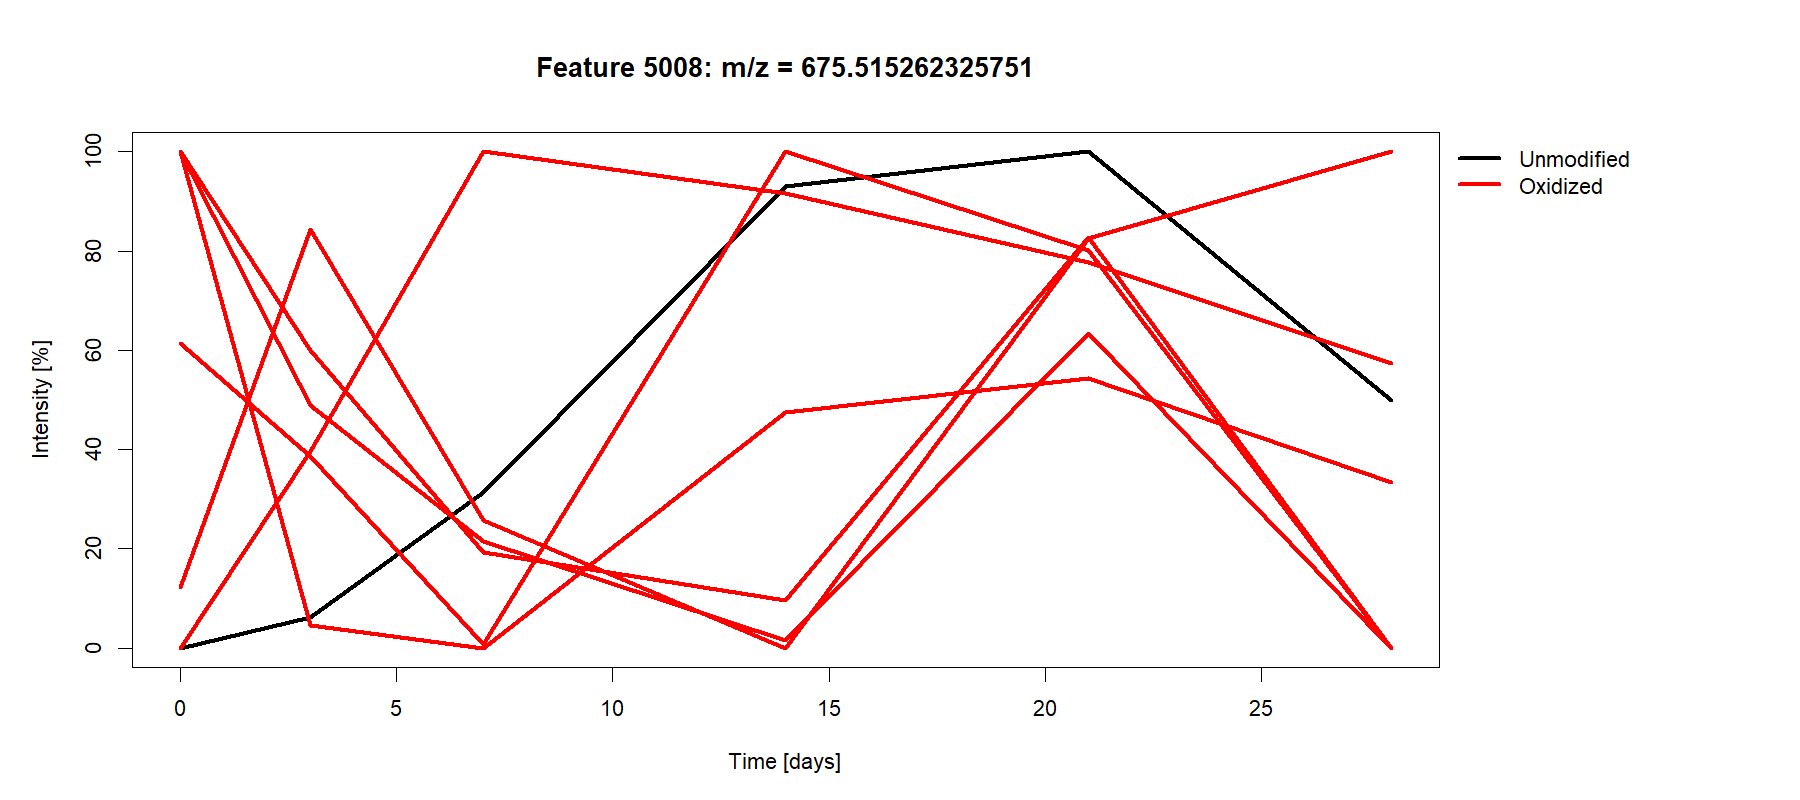 Feature 5008: m/z = 675.515262325751
Unmodified
Oxidized
Intensity [%]
100
80
60
40
20
0
0 5 10 15 20 25
Time [days]